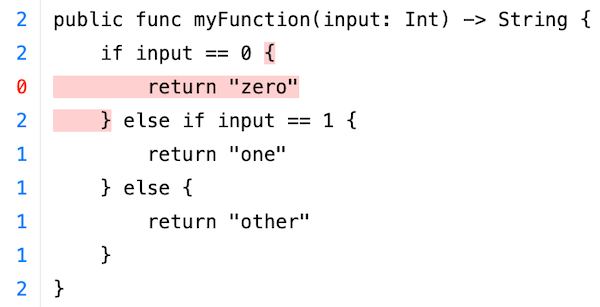 2 public func myFunction(input: Int) -> String {
2     if input == 0 {
0         return "zero"
2     } else if input == 1 {
1         return "one"
1     } else {
1         return "other"
1     }
2 }